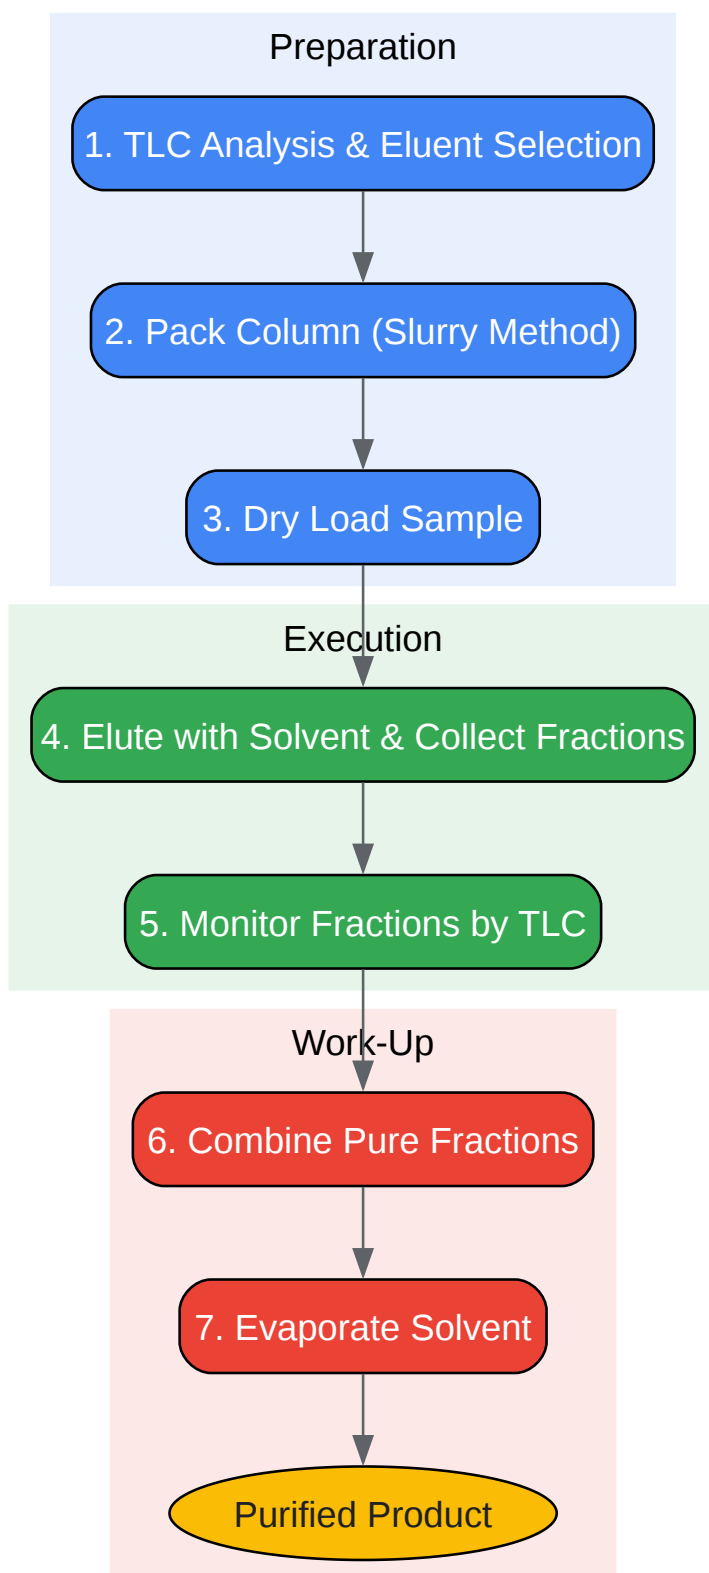 Preparation
1. TLC Analysis & Eluent Selection
2. Pack Column (Slurry Method)
3. Dry Load Sample
Execution
4. Elute with Solvent & Collect Fractions
5. Monitor Fractions by TLC
Work-Up
6. Combine Pure Fractions
7. Evaporate Solvent
Purified Product